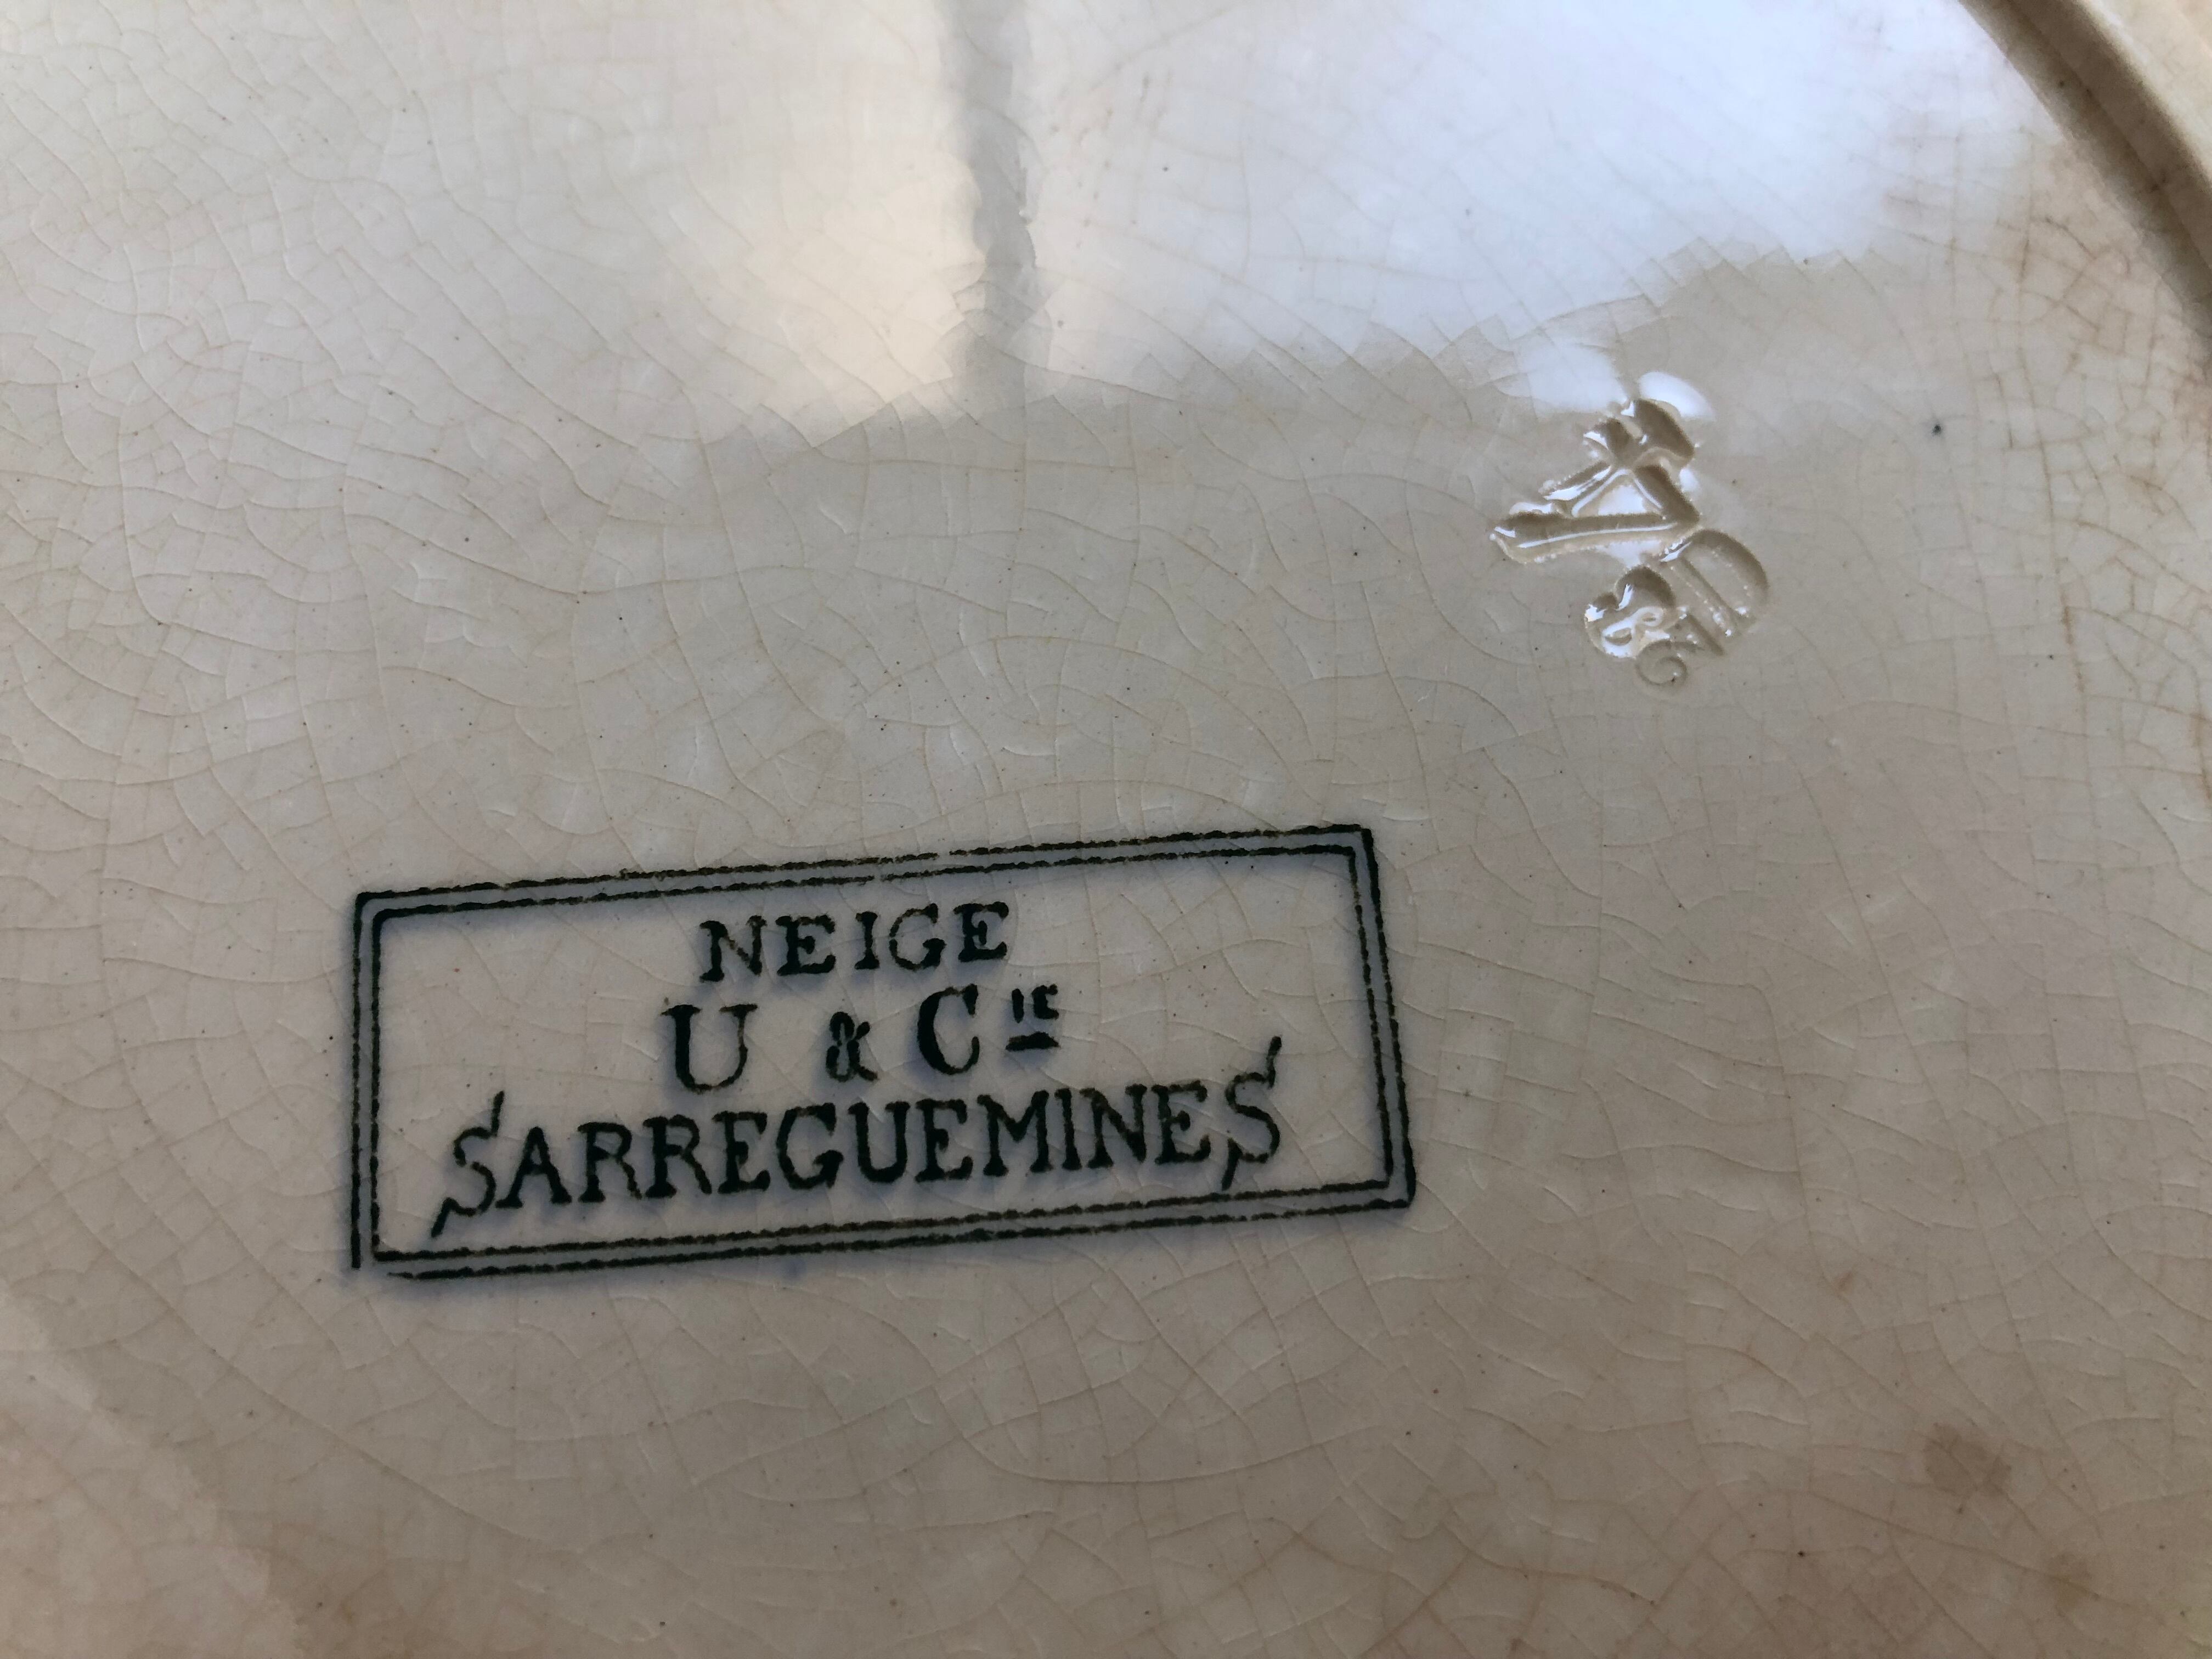 NEIGE
U & Cie
SARREGUEMINES